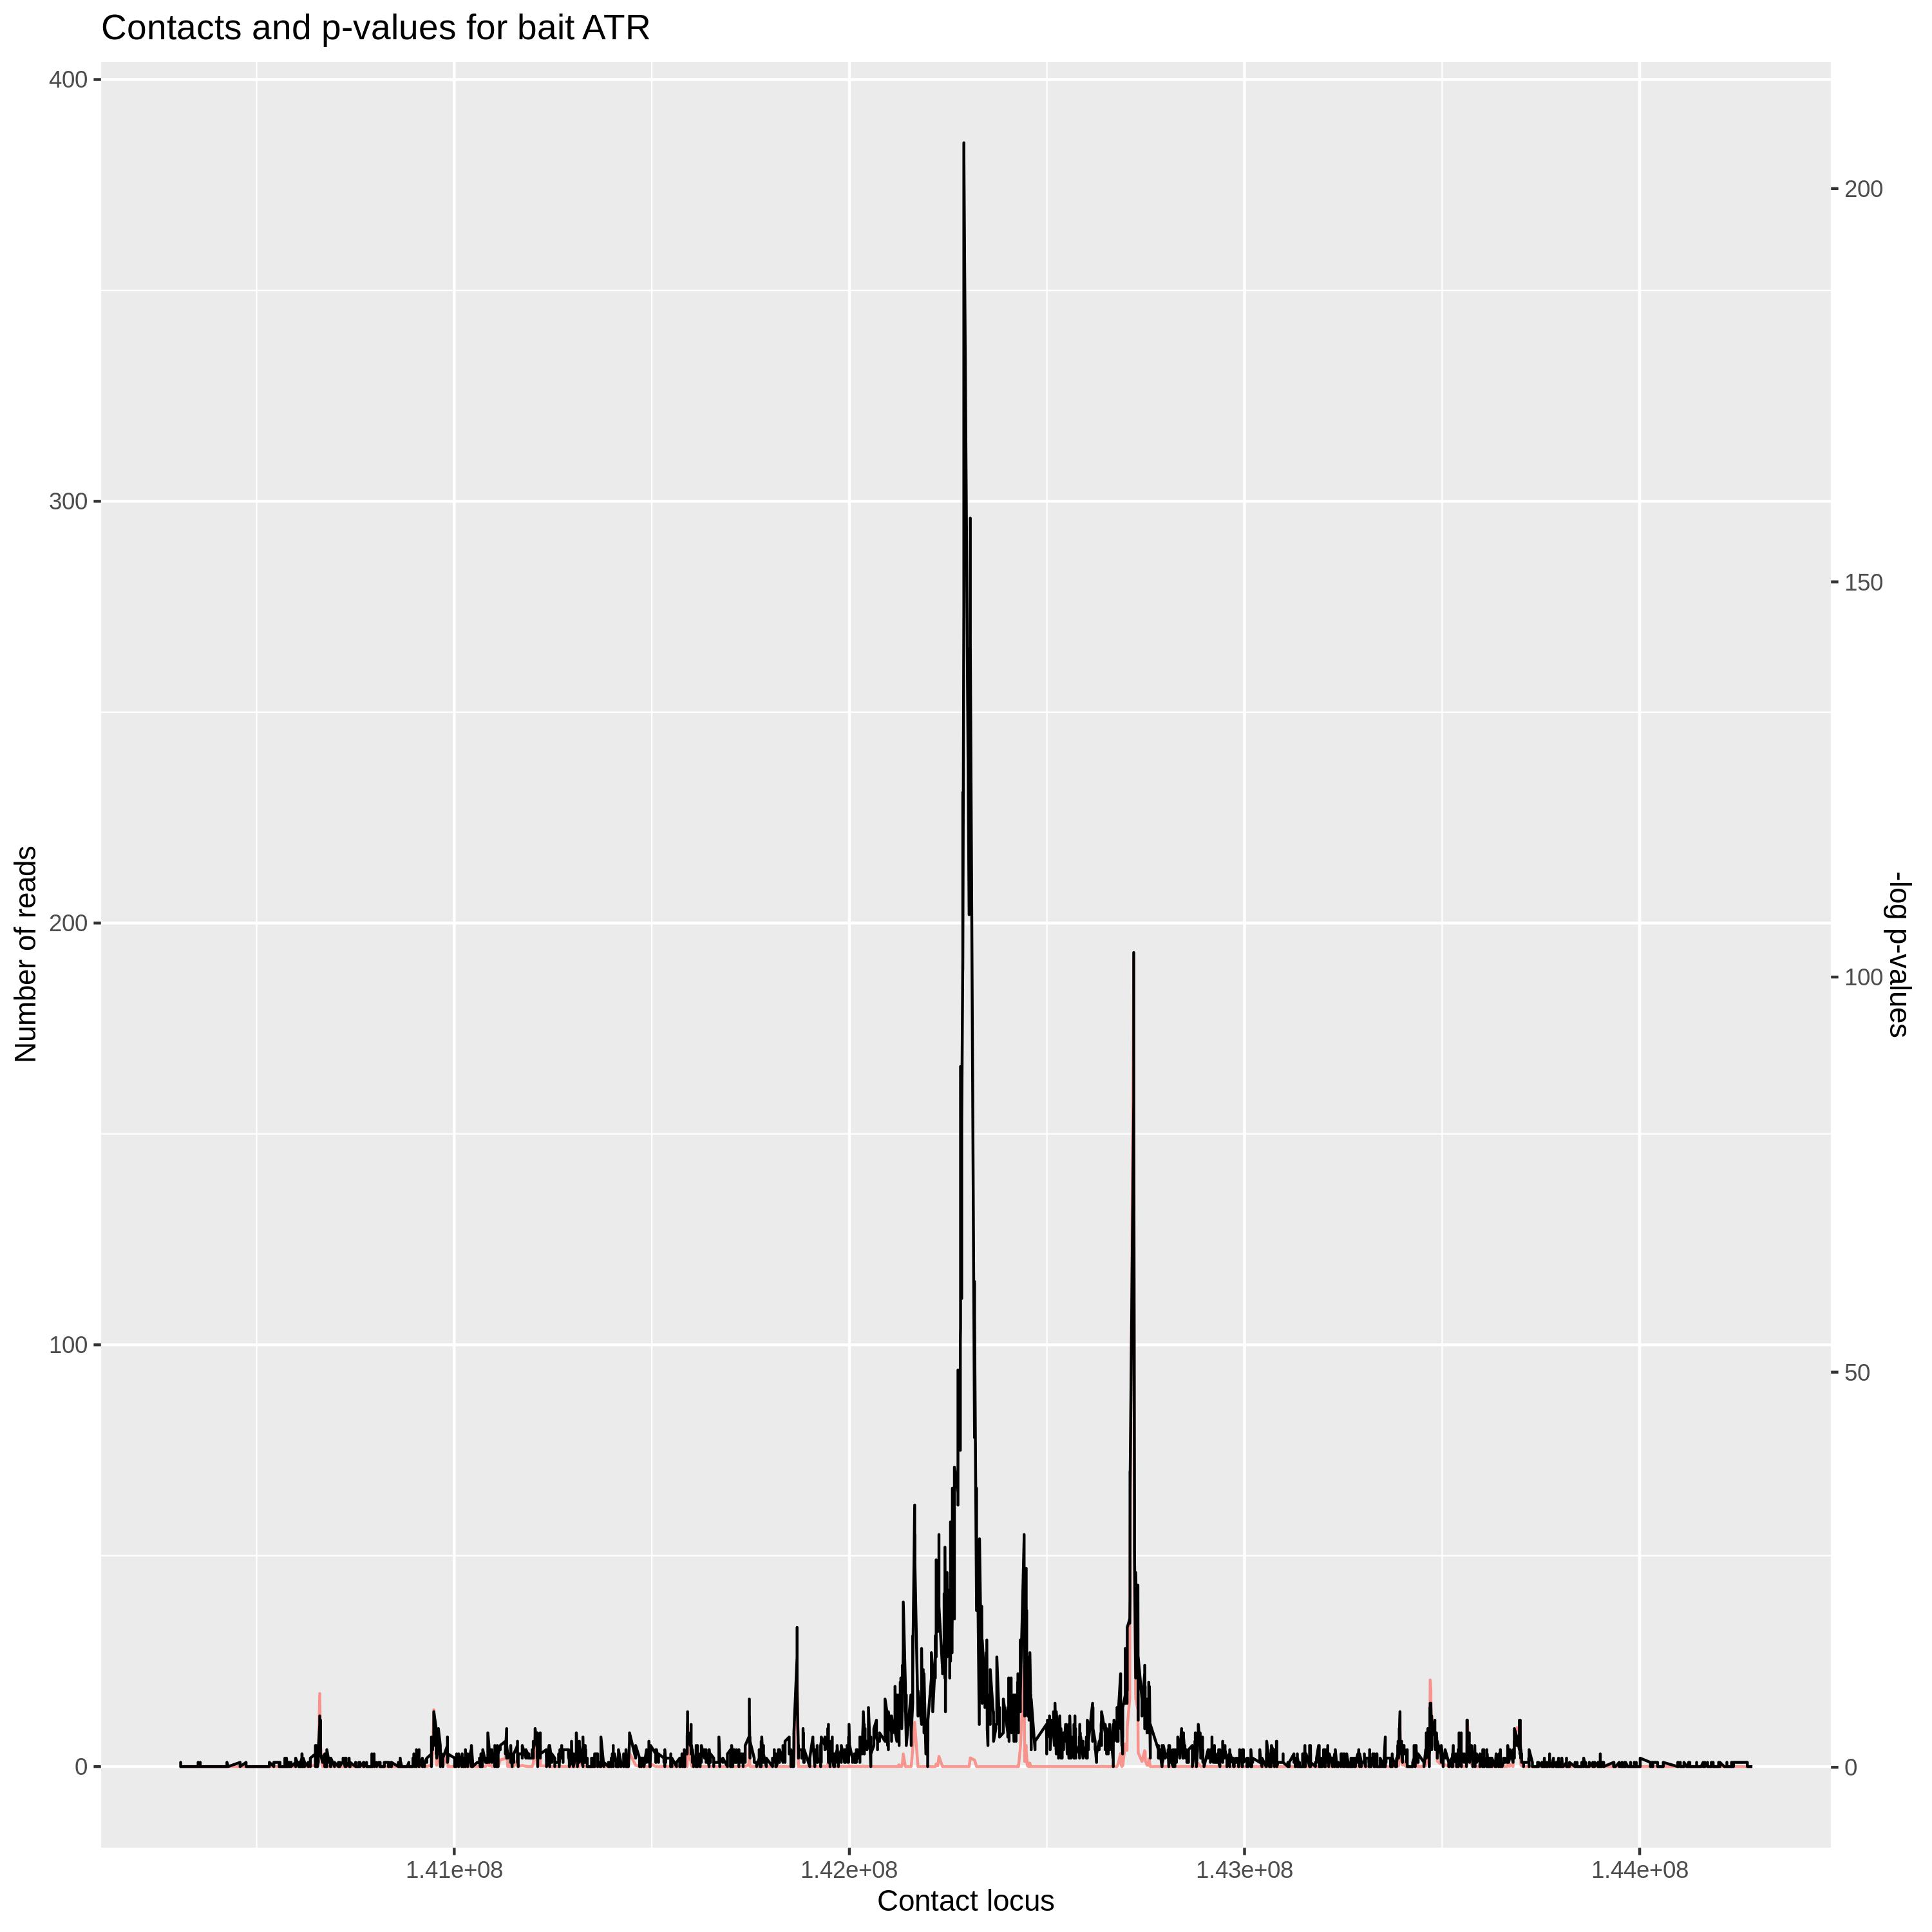 Contacts and p-values for bait ATR
400
300
200
100
0
Number of reads
200
150
100
50
0
-log p-values
1.41e+08
1.42e+08
1.43e+08
1.44e+08
Contact locus